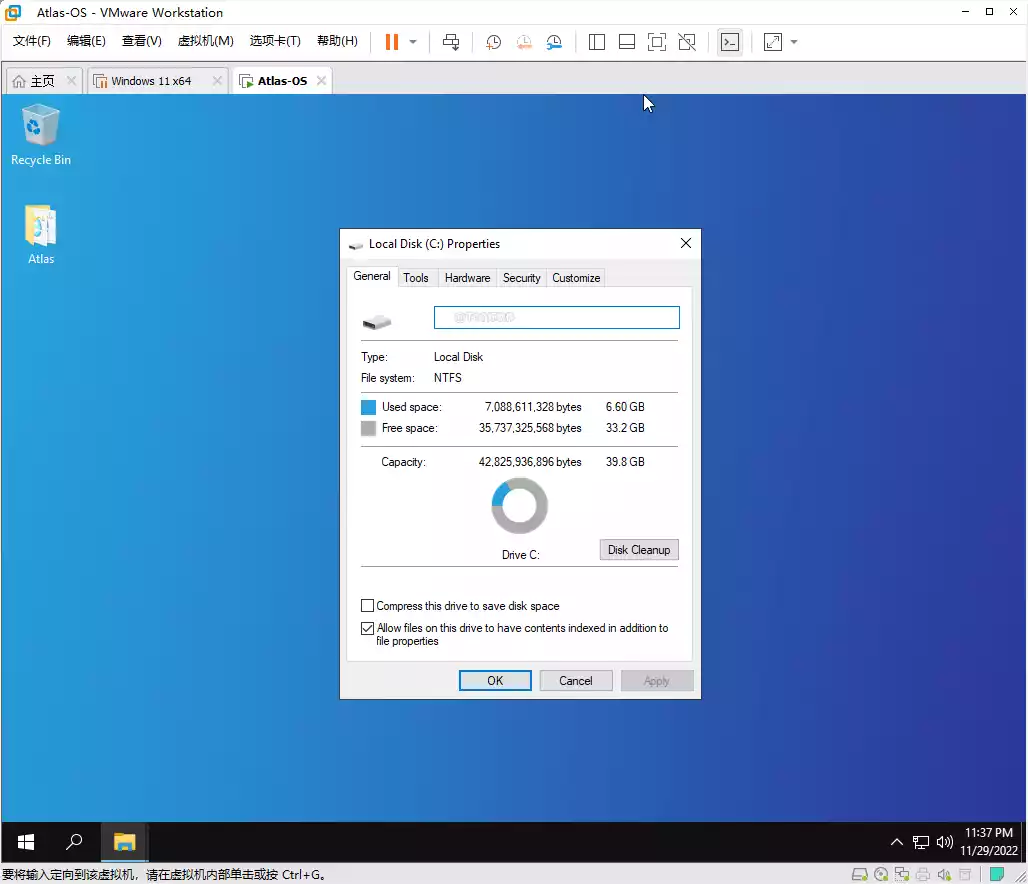 Atlas-OS - VMware Workstation
文件(F) 编辑(E) 查看(V) 虚拟机(M) 选项卡(T) 帮助(H)
主页 Windows 11 x64 Atlas-OS
Recycle Bin
Atlas
Local Disk (C:) Properties
General Tools Hardware Security Customize
Type: Local Disk
File system: NTFS
Used space: 7,088,611,328 bytes 6.60 GB
Free space: 35,737,325,568 bytes 33.2 GB
Capacity: 42,825,936,896 bytes 39.8 GB
Drive C:
Disk Cleanup
Compress this drive to save disk space
Allow files on this drive to have contents indexed in addition to
file properties
OK Cancel Apply
11:37 PM
11/29/2022
要将输入定向到该虚拟机，请在虚拟机内部单击或按 Ctrl+G。